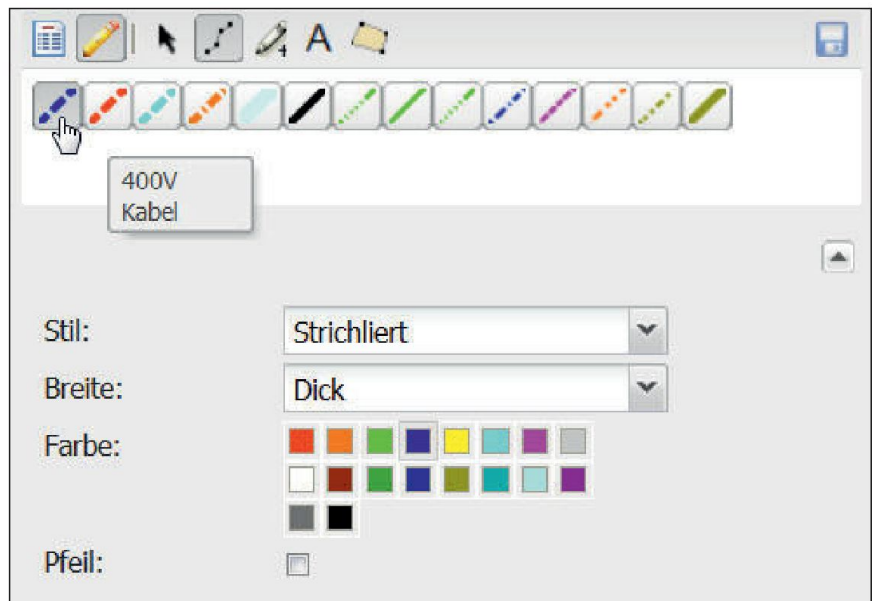 A
400V
Kabel
Stil: Strichliert
Breite: Dick
Farbe:
Pfeil: